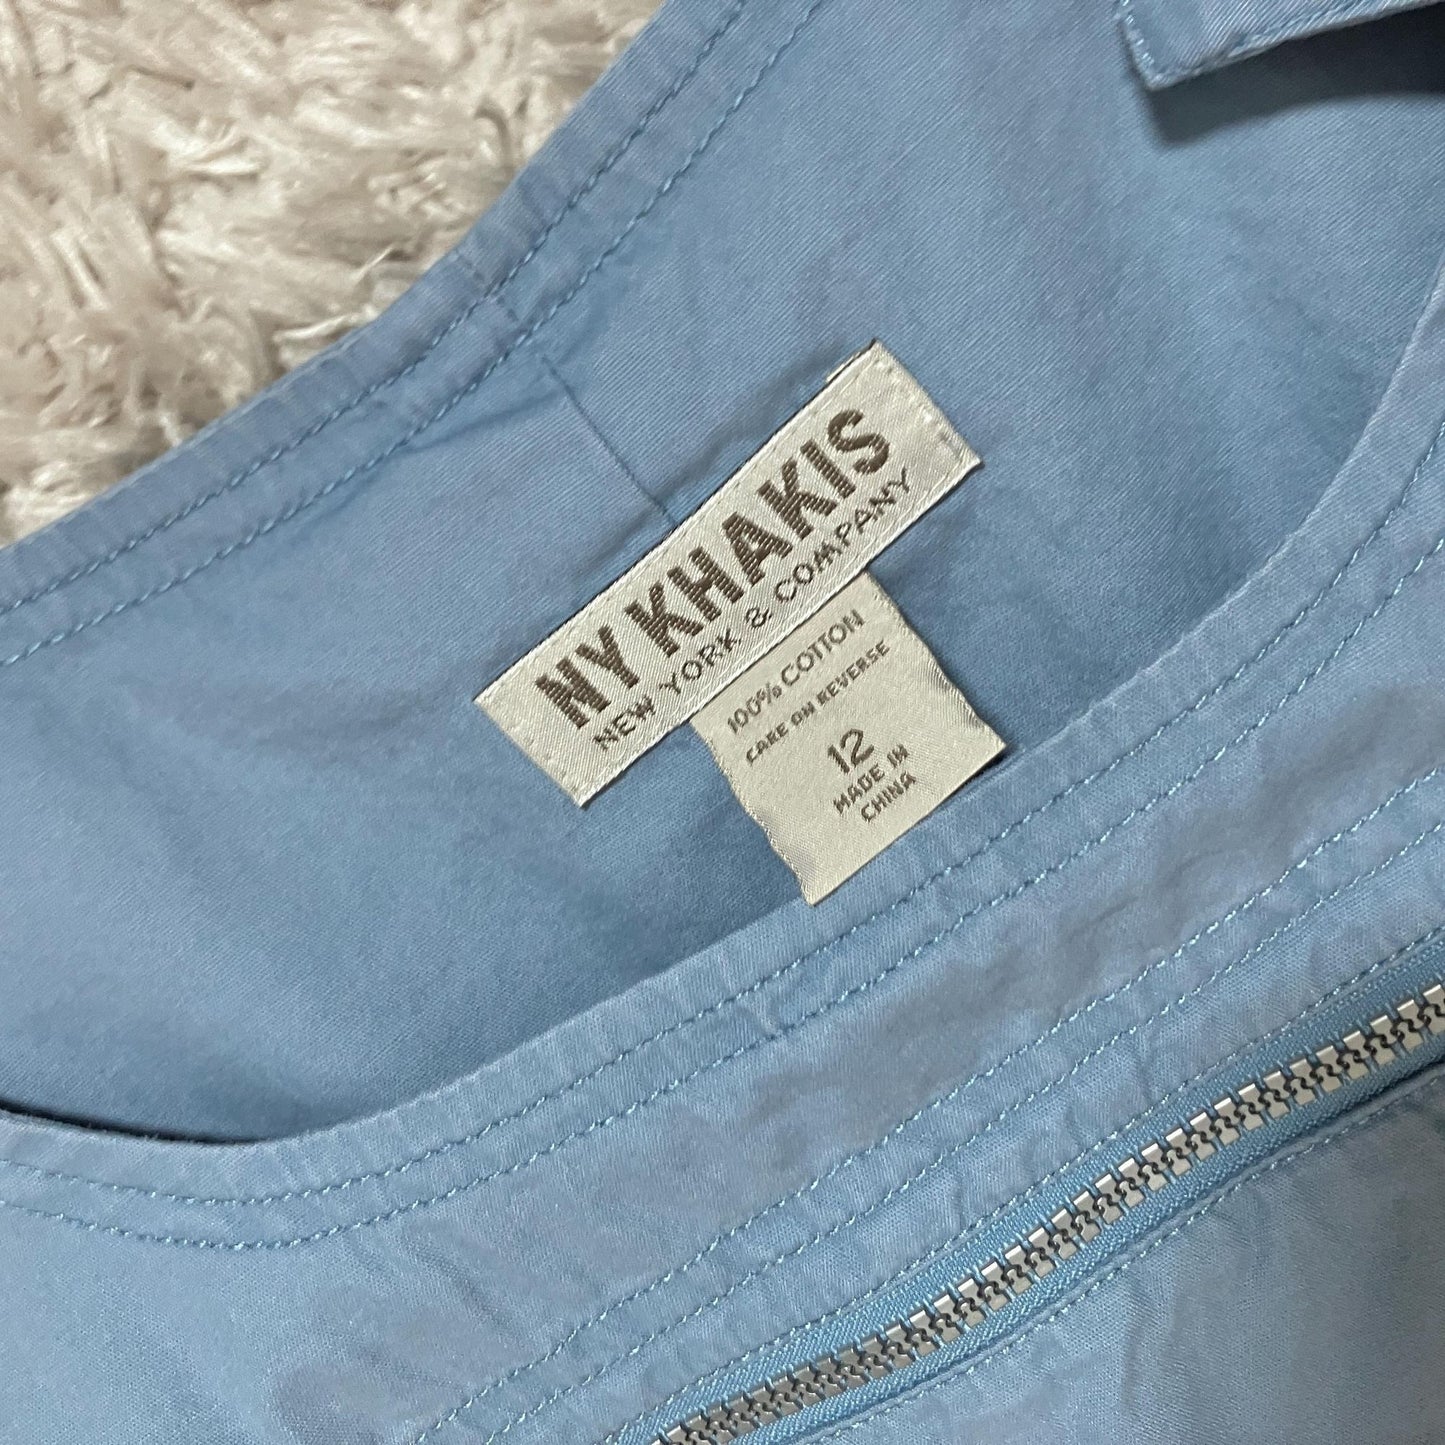 NY KHAKIS
NEW YORK & COMPANY
100% COTTON
CARE ON REVERSE
12
MADE IN
CHINA